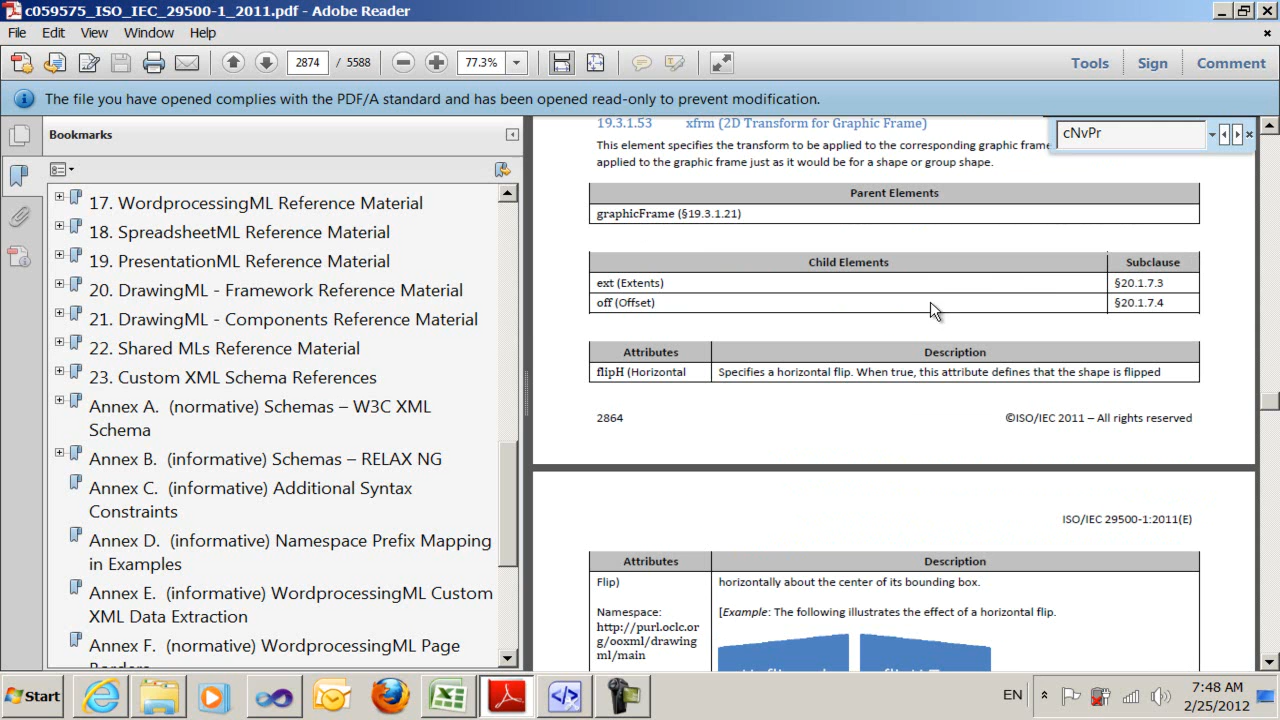 c059575_ISO_IEC_29500-1_2011.pdf - Adobe Reader
File Edit View Window Help
2874 / 5588 77.3% Tools Sign Comment
The file you have opened complies with the PDF/A standard and has been opened read-only to prevent modification.
Bookmarks
17. WordprocessingML Reference Material
18. SpreadsheetML Reference Material
19. PresentationML Reference Material
20. DrawingML - Framework Reference Material
21. DrawingML - Components Reference Material
22. Shared MLs Reference Material
23. Custom XML Schema References
Annex A. (normative) Schemas – W3C XML
Schema
Annex B. (informative) Schemas – RELAX NG
Annex C. (informative) Additional Syntax
Constraints
Annex D. (informative) Namespace Prefix Mapping
in Examples
Annex E. (informative) WordprocessingML Custom
XML Data Extraction
Annex F. (normative) WordprocessingML Page
Borders
cNvPr
19.3.1.53 xfrm (2D Transform for Graphic Frame)
This element specifies the transform to be applied to the corresponding graphic frame
applied to the graphic frame just as it would be for a shape or group shape.
Parent Elements
graphicFrame (§19.3.1.21)
Child Elements Subclause
ext (Extents) §20.1.7.3
off (Offset) §20.1.7.4
Attributes Description
flipH (Horizontal Specifies a horizontal flip. When true, this attribute defines that the shape is flipped
2864 ©ISO/IEC 2011 – All rights reserved
ISO/IEC 29500-1:2011(E)
Attributes Description
Flip) horizontally about the center of its bounding box.
Namespace: [Example: The following illustrates the effect of a horizontal flip.
http://purl.oclc.or
g/ooxml/drawing
ml/main
Start EN 7:48 AM
2/25/2012